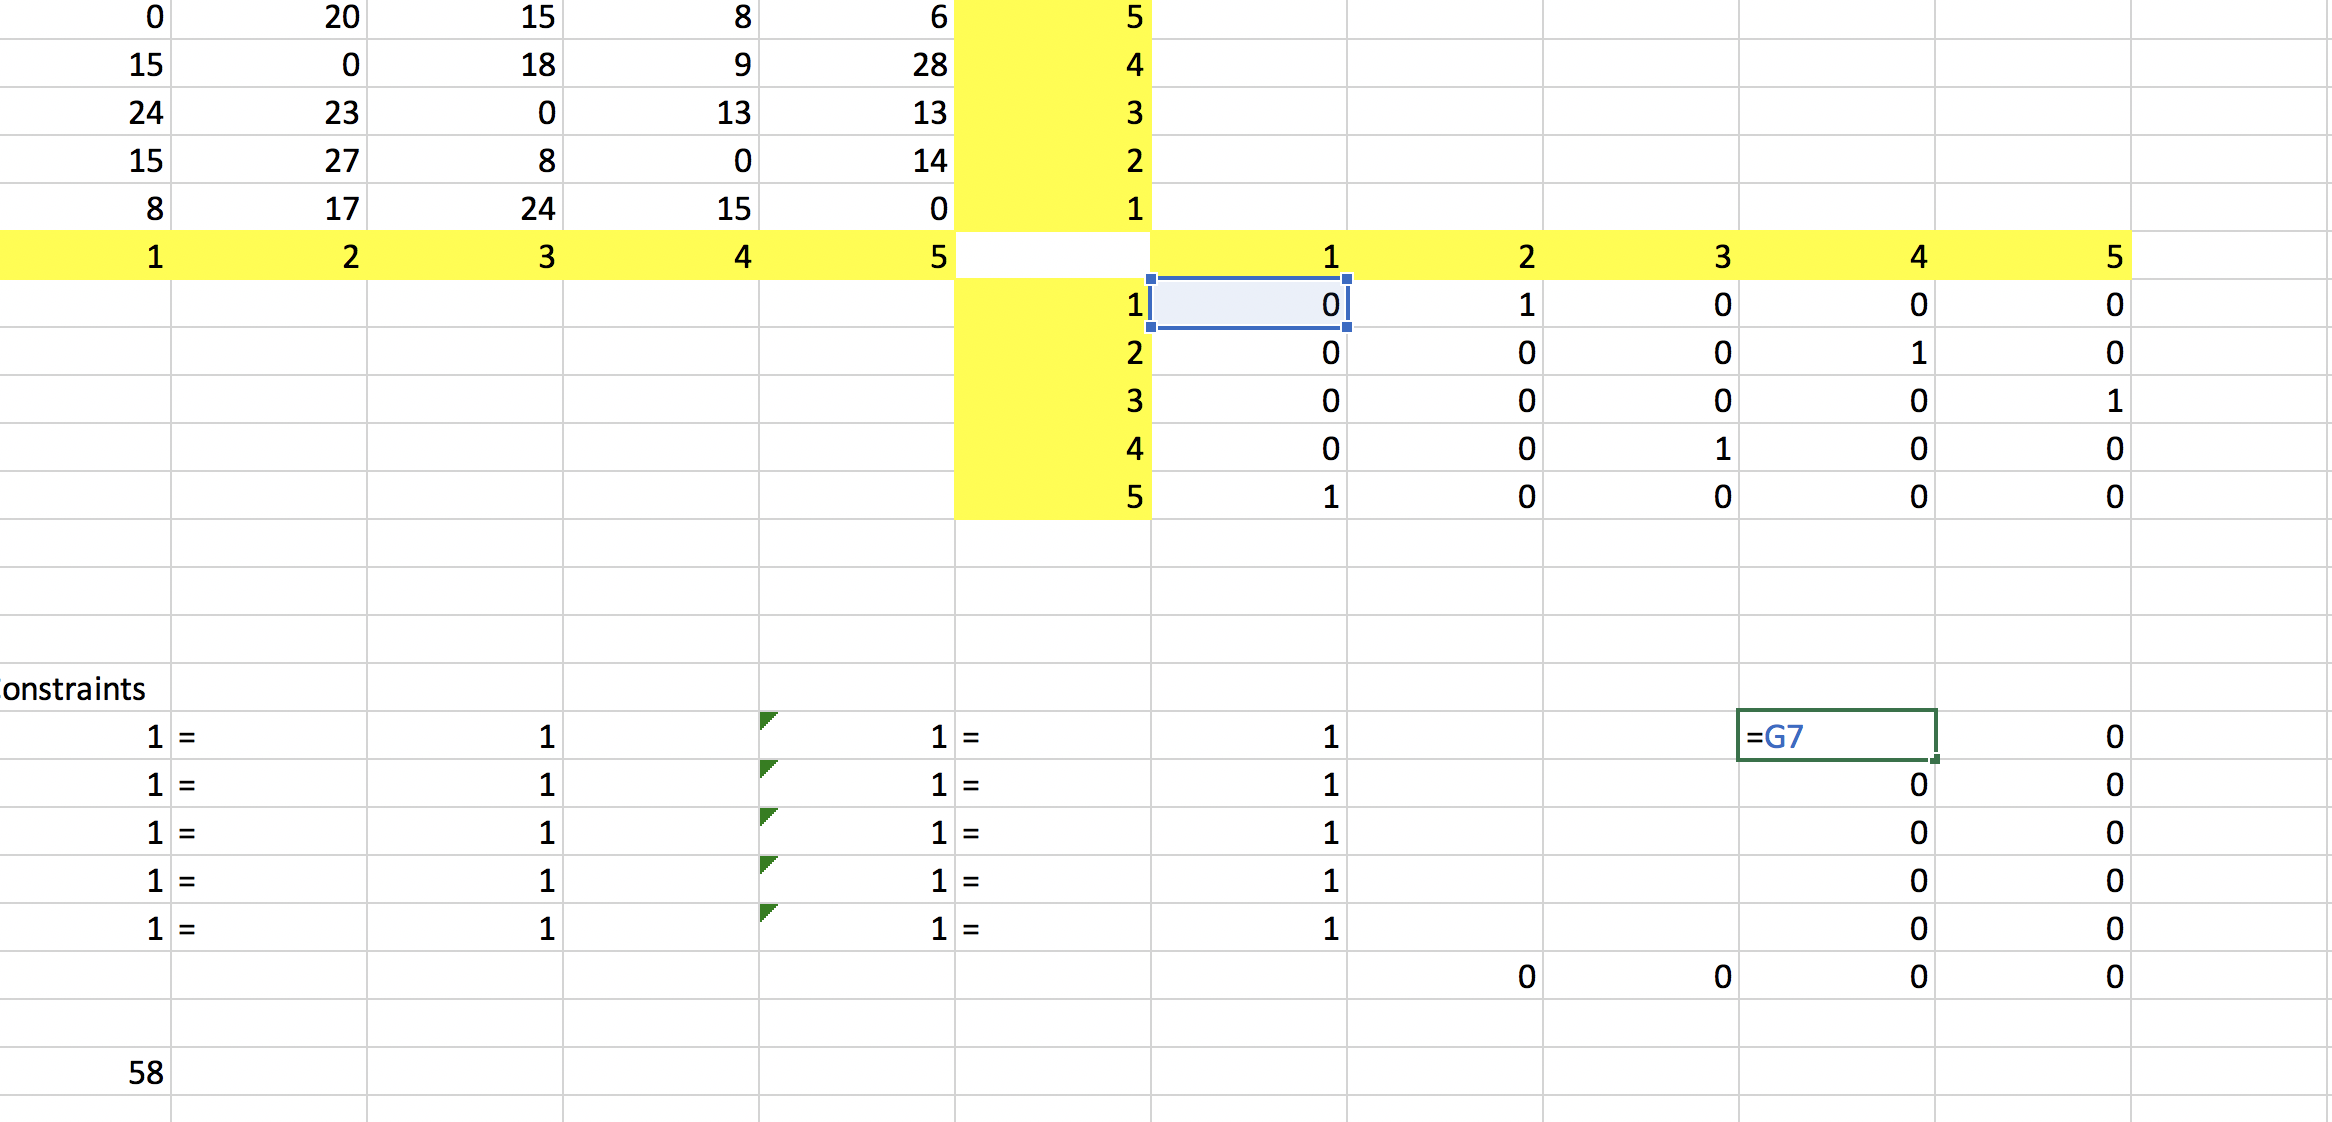 0 20 15 8 6 5
15 0 18 9 28 4
24 23 0 13 13 3
15 27 8 0 14 2
8 17 24 15 0 1
1 2 3 4 5 1 2 3 4 5
1 0 1 0 0 0
2 0 0 0 1 0
3 0 0 0 0 1
4 0 0 1 0 0
5 1 0 0 0 0
onstraints
1 = 1 1 = 1 =G7 0
1 = 1 1 = 1 0 0
1 = 1 1 = 1 0 0
1 = 1 1 = 1 0 0
1 = 1 1 = 1 0 0
0 0 0 0
58